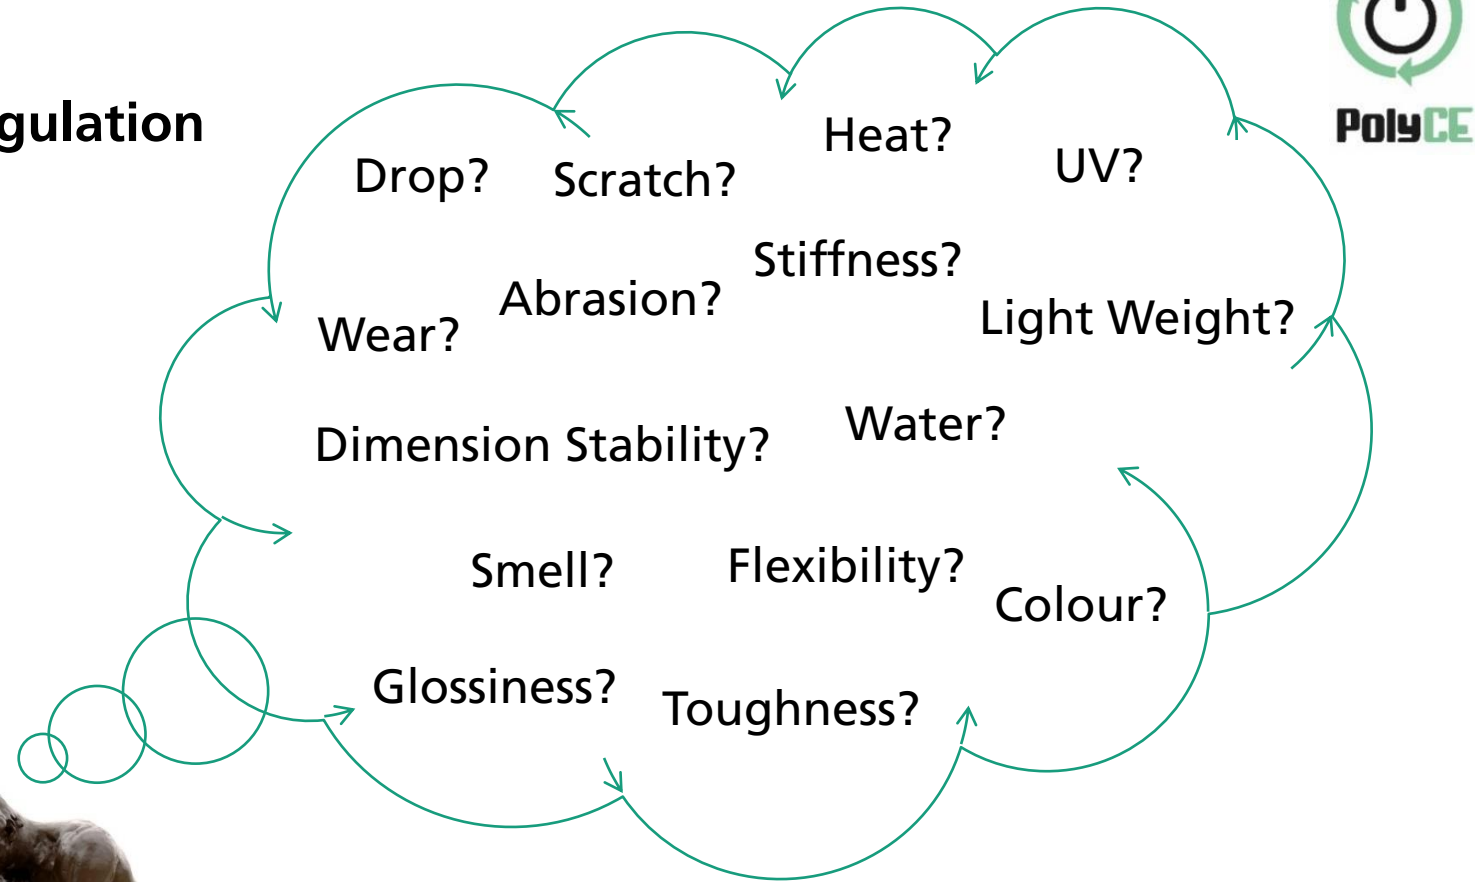 gulation
PolyCE
Drop?
Scratch?
Heat?
UV?
Stiffness?
Abrasion?
Wear?
Light Weight?
Dimension Stability?
Water?
Smell?
Flexibility?
Colour?
Glossiness?
Toughness?